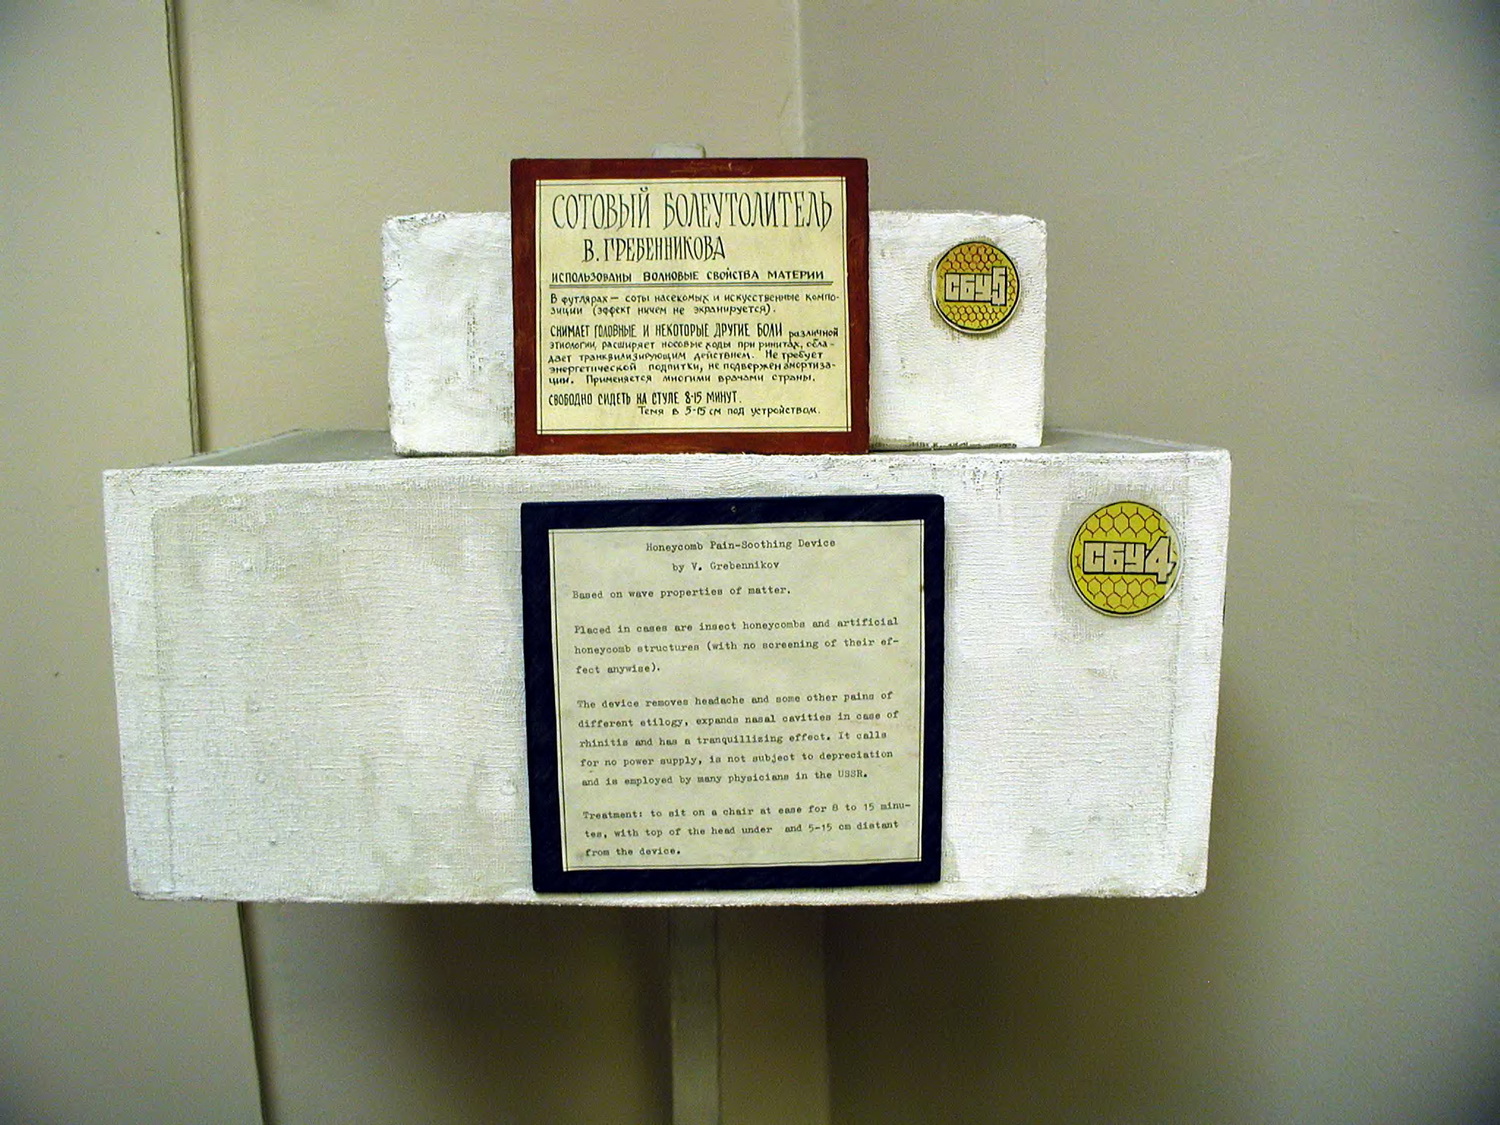 СОТОВЫЙ БОЛЕУТОЛИТЕЛЬ
В. ГРЕБЕННИКОВА
ИСПОЛЬЗОВАНЫ ВОЛНОВЫЕ СВОЙСТВА МАТЕРИИ
В футлярах — соты насекомых и искусственные компо-
зиции (эффект ничем не экранируется).
СНИМАЕТ ГОЛОВНЫЕ И НЕКОТОРЫЕ ДРУГИЕ БОЛИ различной
этиологии, расширяет носовые ходы при ринитах, обла-
дает транквилизирующим действием. Не требует
энергетической подпитки, не подвержен амортиза-
ции. Применяется многими врачами страны.
СВОБОДНО СИДЕТЬ НА СТУЛЕ 8-15 МИНУТ.
Темя в 5-15 см под устройством.
СБУ5
Honeycomb Pain-Soothing Device
by V. Grebennikov
Based on wave properties of matter.
Placed in cases are insect honeycombs and artificial
honeycomb structures (with no screening of their ef-
fect anywise).
The device removes headache and some other pains of
different etilogy, expands nasal cavities in case of
rhinitis and has a tranquillizing effect. It calls
for no power supply, is not subject to depreciation
and is employed by many physicians in the USSR.
Treatment: to sit on a chair at ease for 8 to 15 minu-
tes, with top of the head under and 5-15 cm distant
from the device.
СБУ4